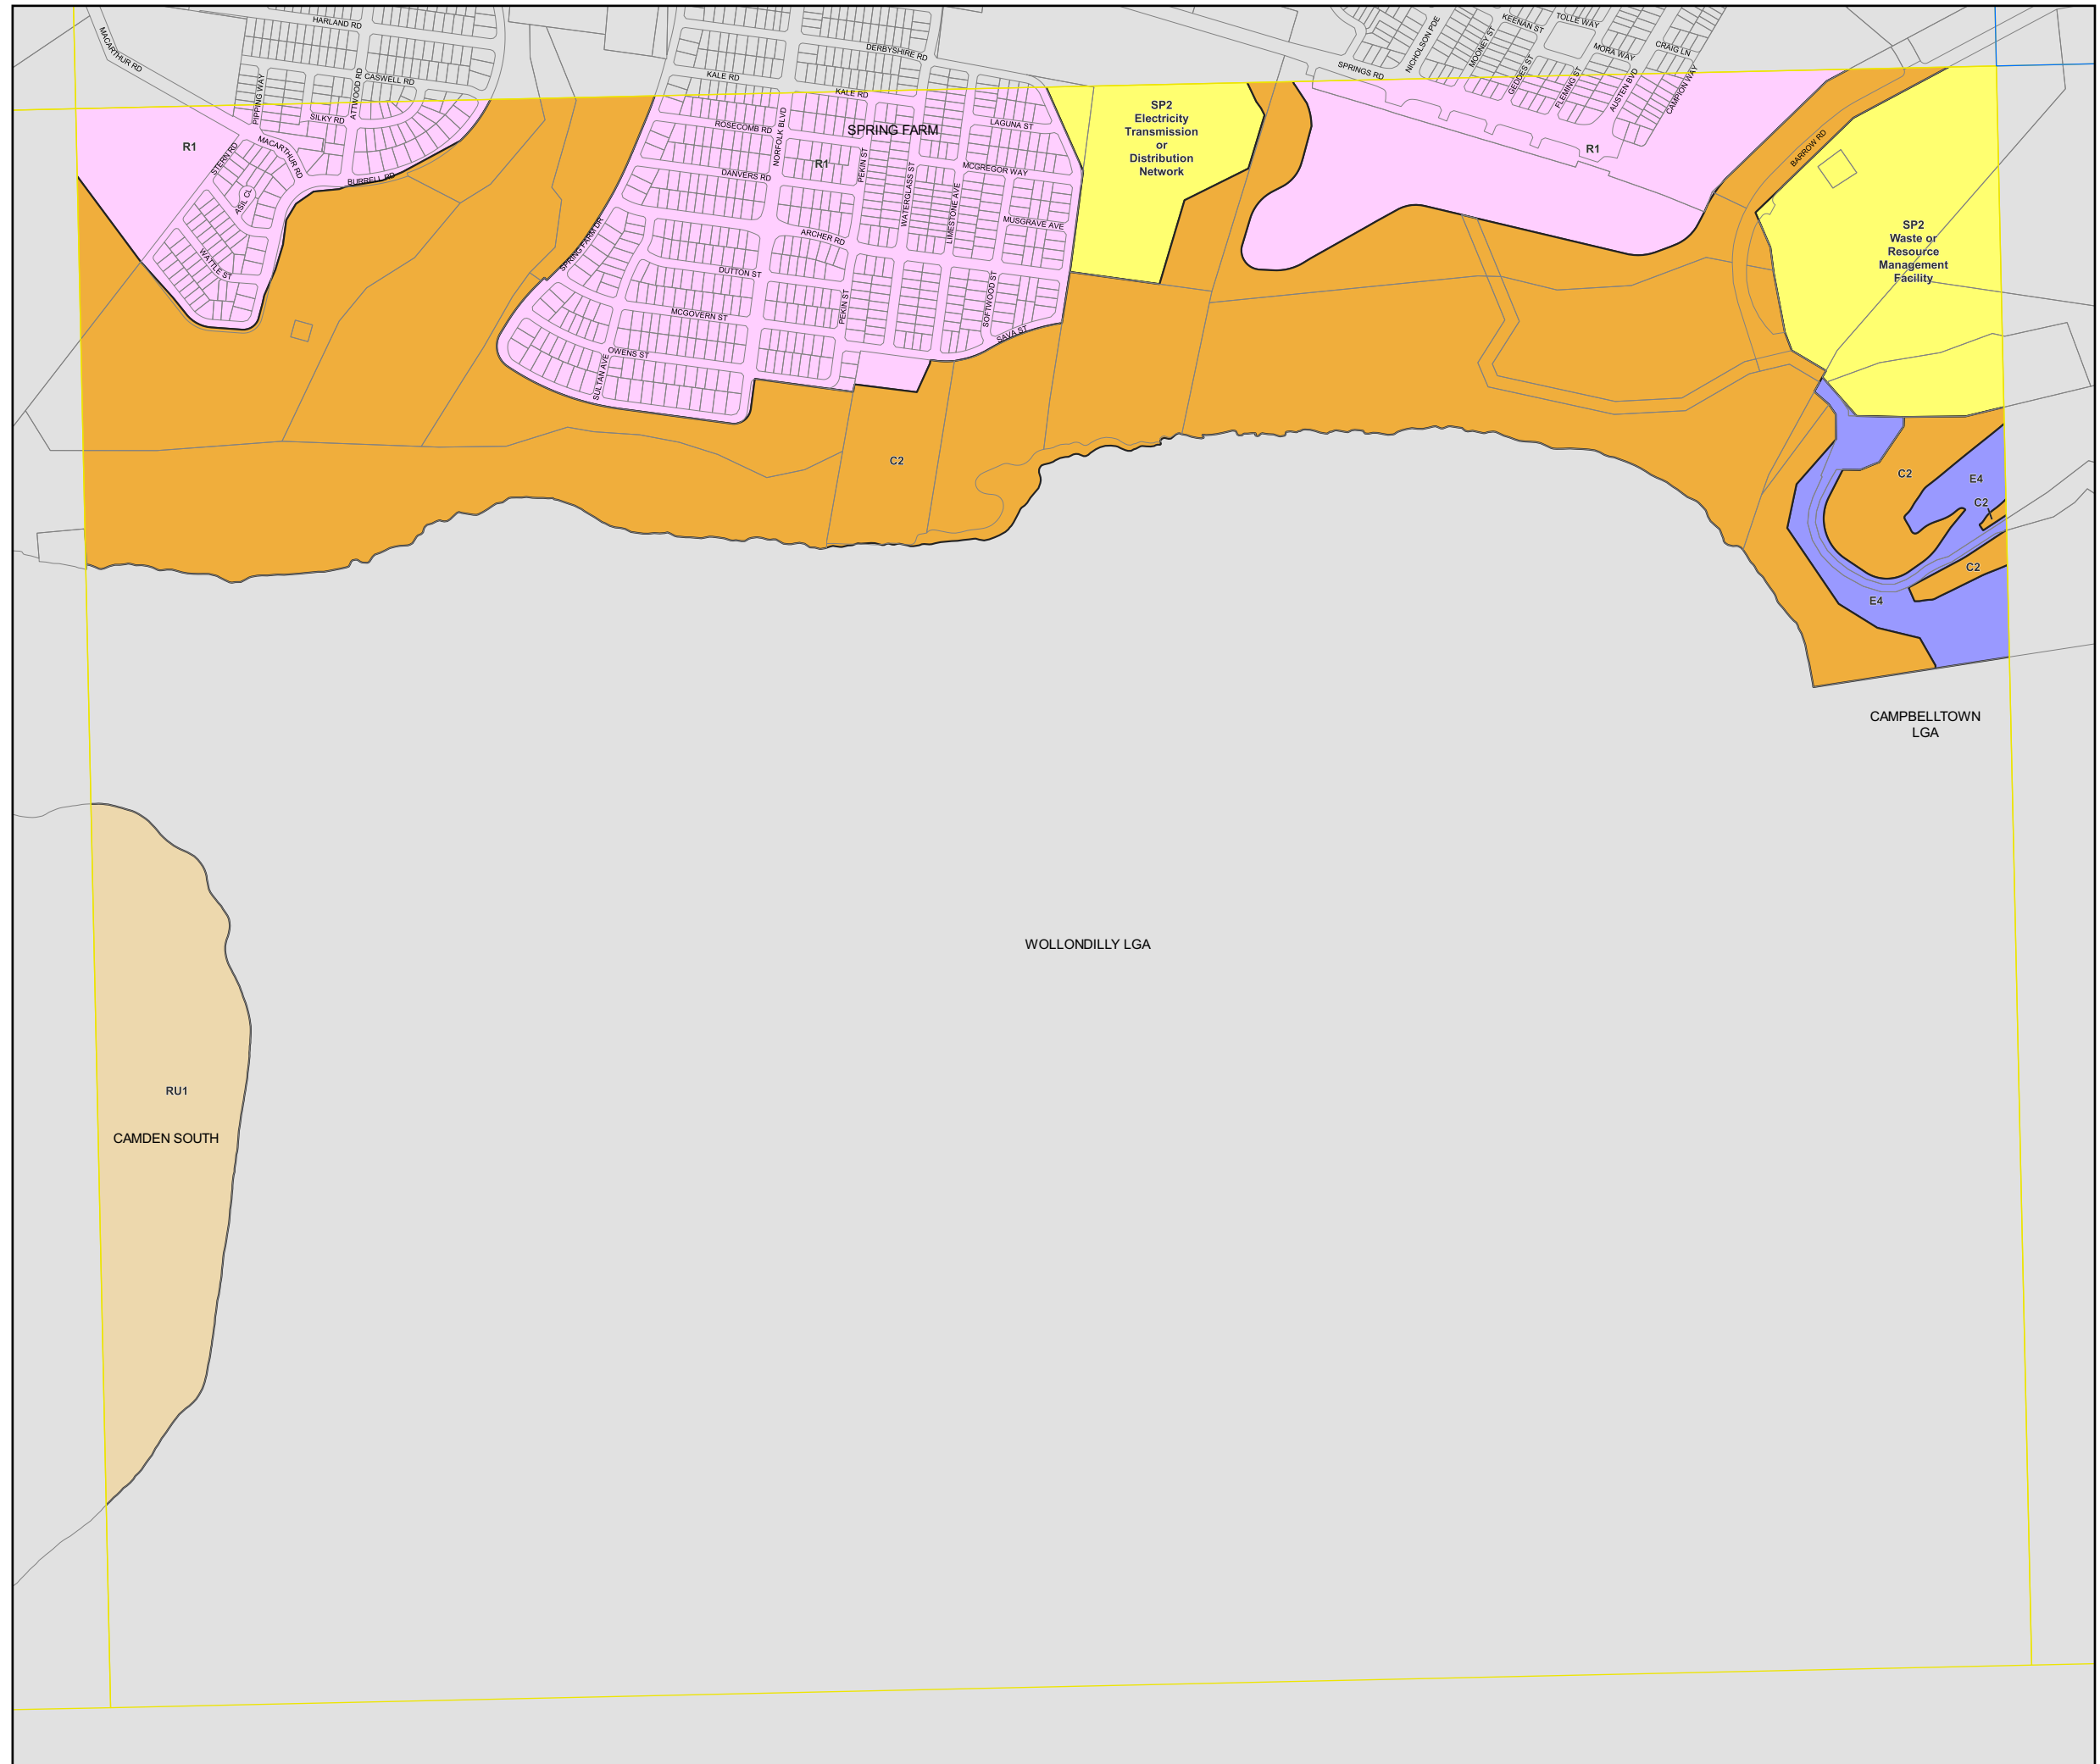 HARLAND RD
MACARTHUR RD
PIPPING WAY
ATTWOOD RD
CASWELL RD
SILKY RD
R1
STERN RD
MACARTHUR RD
BURRELL RD
ASIL CL
WATTLE ST
DERBYSHIRE RD
KALE RD
KALE RD
SPRING FARM
ROSECOMB RD
NORFOLK BLVD
R1
PEKIN ST
LAGUNA ST
MCGREGOR WAY
DANVERS RD
WATERGLASS ST
LIMESTONE AVE
MUSGRAVE AVE
SPRING FARM DR
ARCHER RD
DUTTON ST
PEKIN ST
SOFTWOOD ST
MCGOVERN ST
SAVA ST
OWENS ST
SULTAN AVE
C2
SP2
Electricity
Transmission
or
Distribution
Network
SPRINGS RD
NICHOLSON PDE
MOONEY ST
KEENAN ST
TOLLE WAY
GEDDES ST
FLEMING ST
MORA WAY
CRAIG LN
AUSTEN BVD
CAMPION WAY
R1
BARROW RD
SP2
Waste or
Resource
Management
Facility
C2
E4
C2
C2
E4
CAMPBELLTOWN
LGA
WOLLONDILLY LGA
RU1
CAMDEN SOUTH